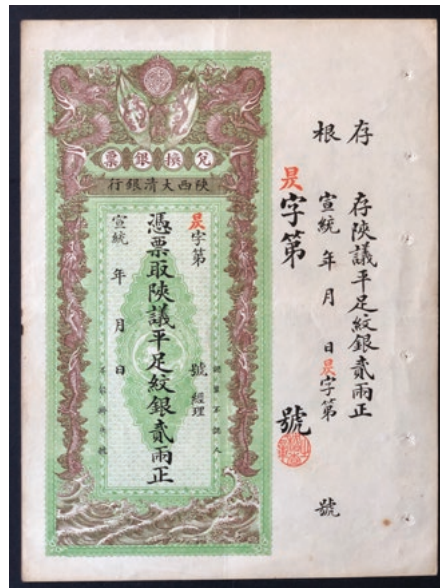 存根
存陝議平足紋銀貳兩正
宣統 年 月 日 昃字第 號
昃字第 號
兌換銀票
陝西大清銀行
昃字第 號 經理
憑票取陝議平足紋銀貳兩正
宣統 年 月 日